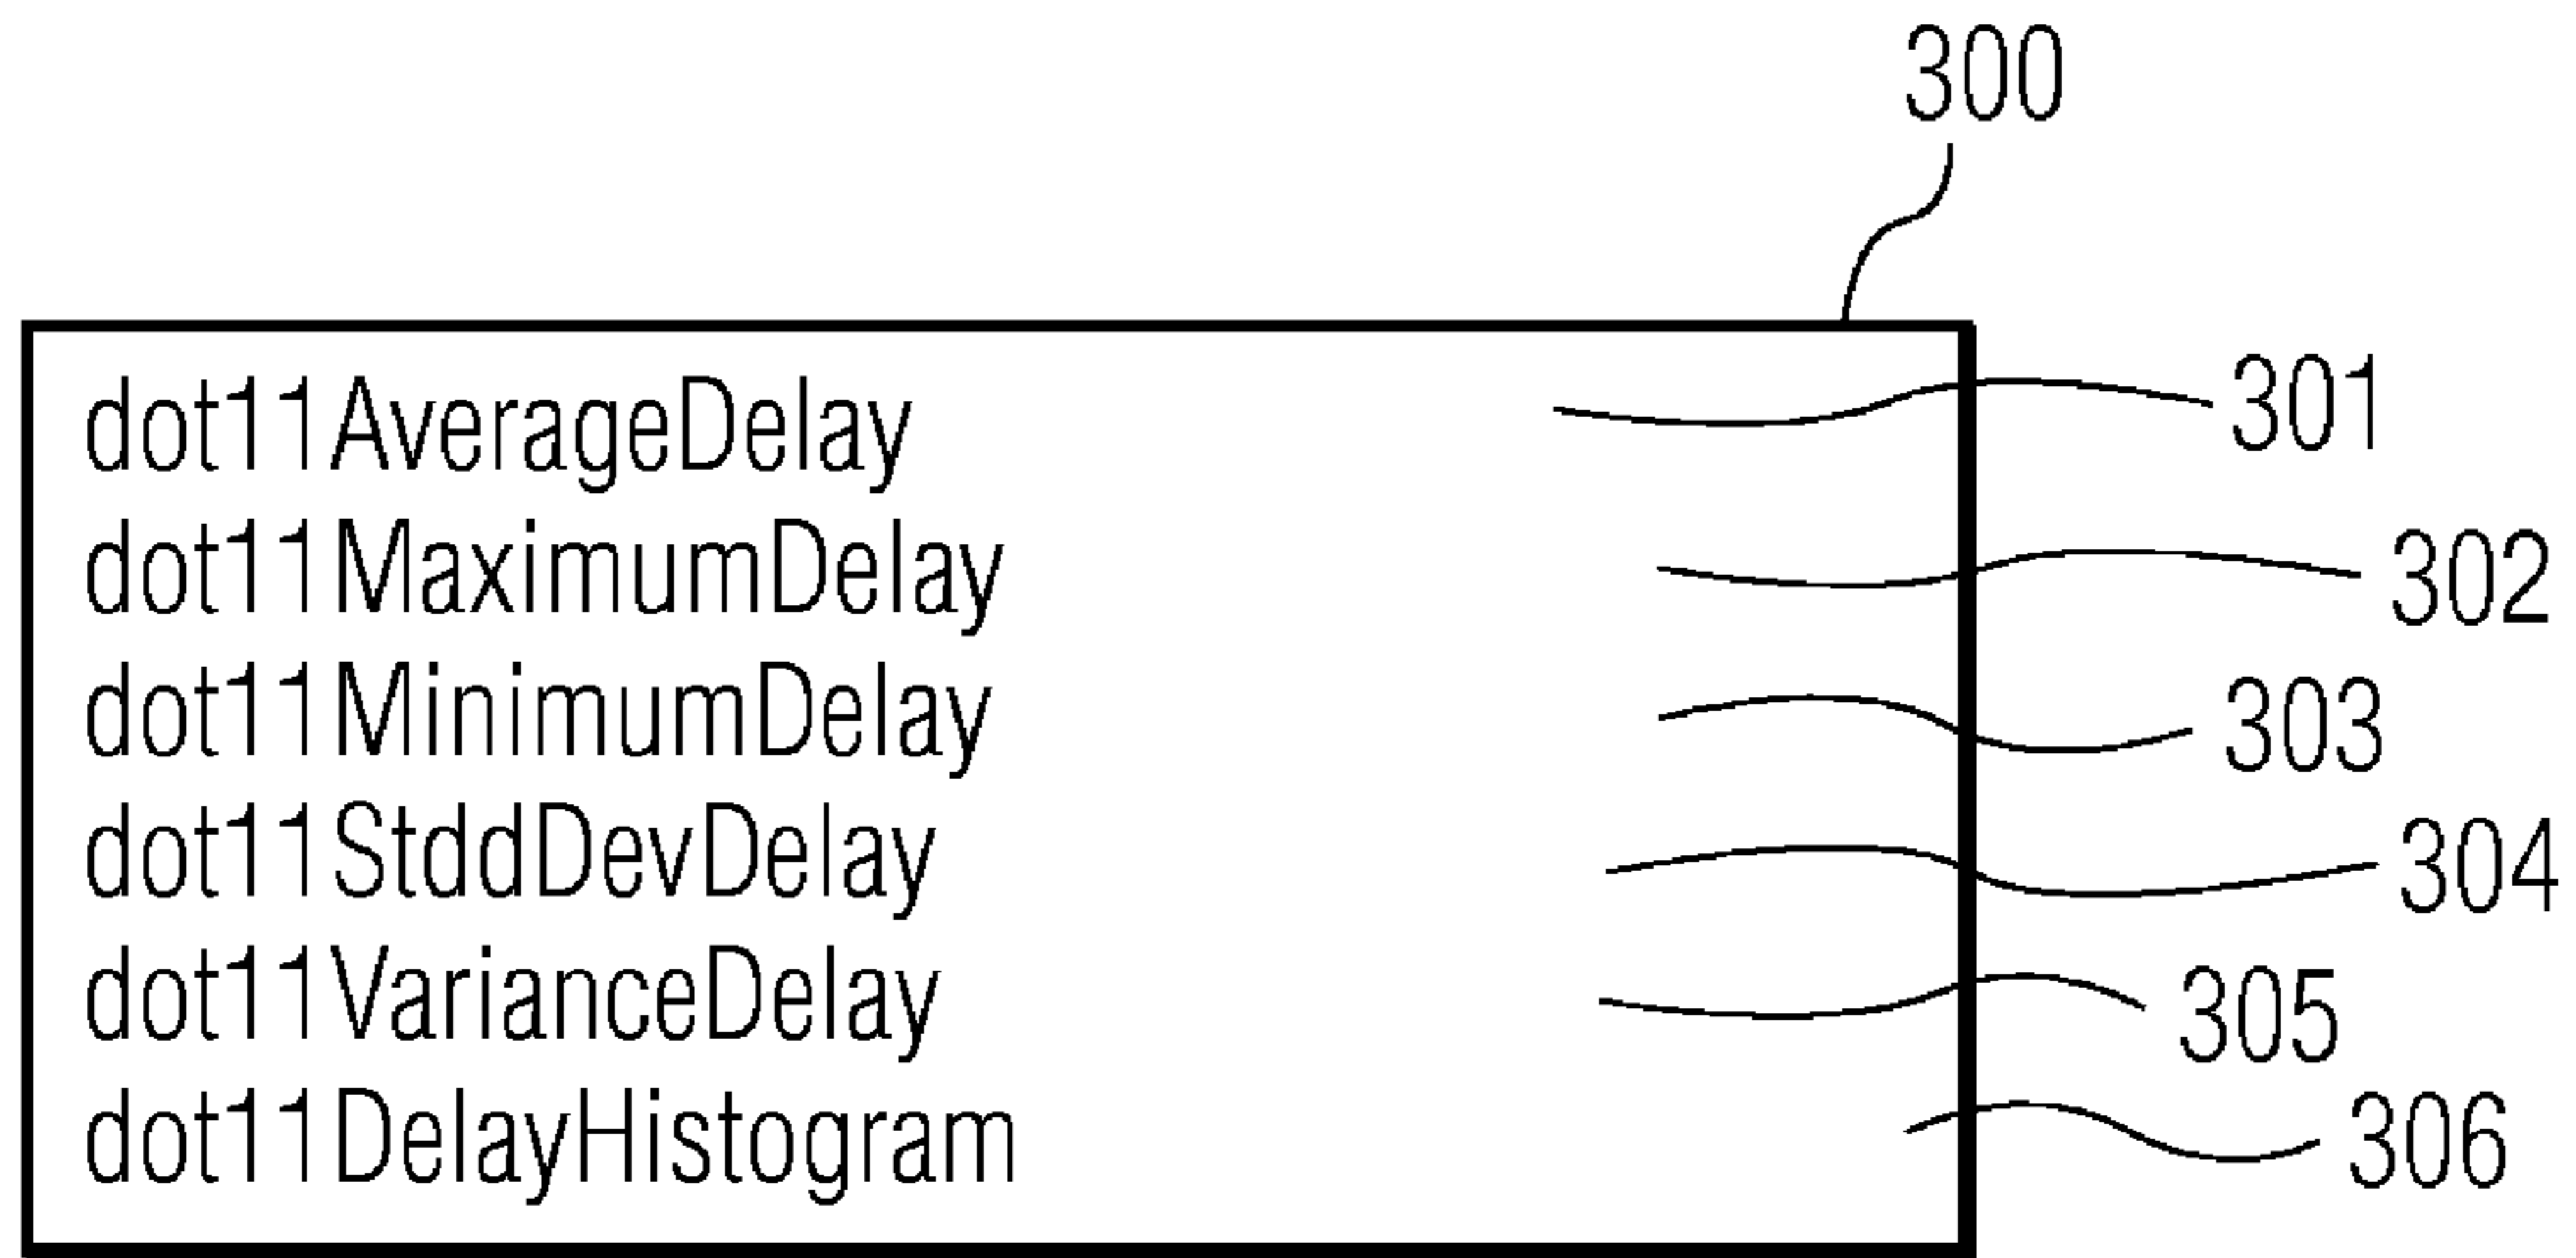 300
dot11AverageDelay 301
dot11MaximumDelay 302
dot11MinimumDelay 303
dot11StddDevDelay 304
dot11VarianceDelay 305
dot11DelayHistogram 306